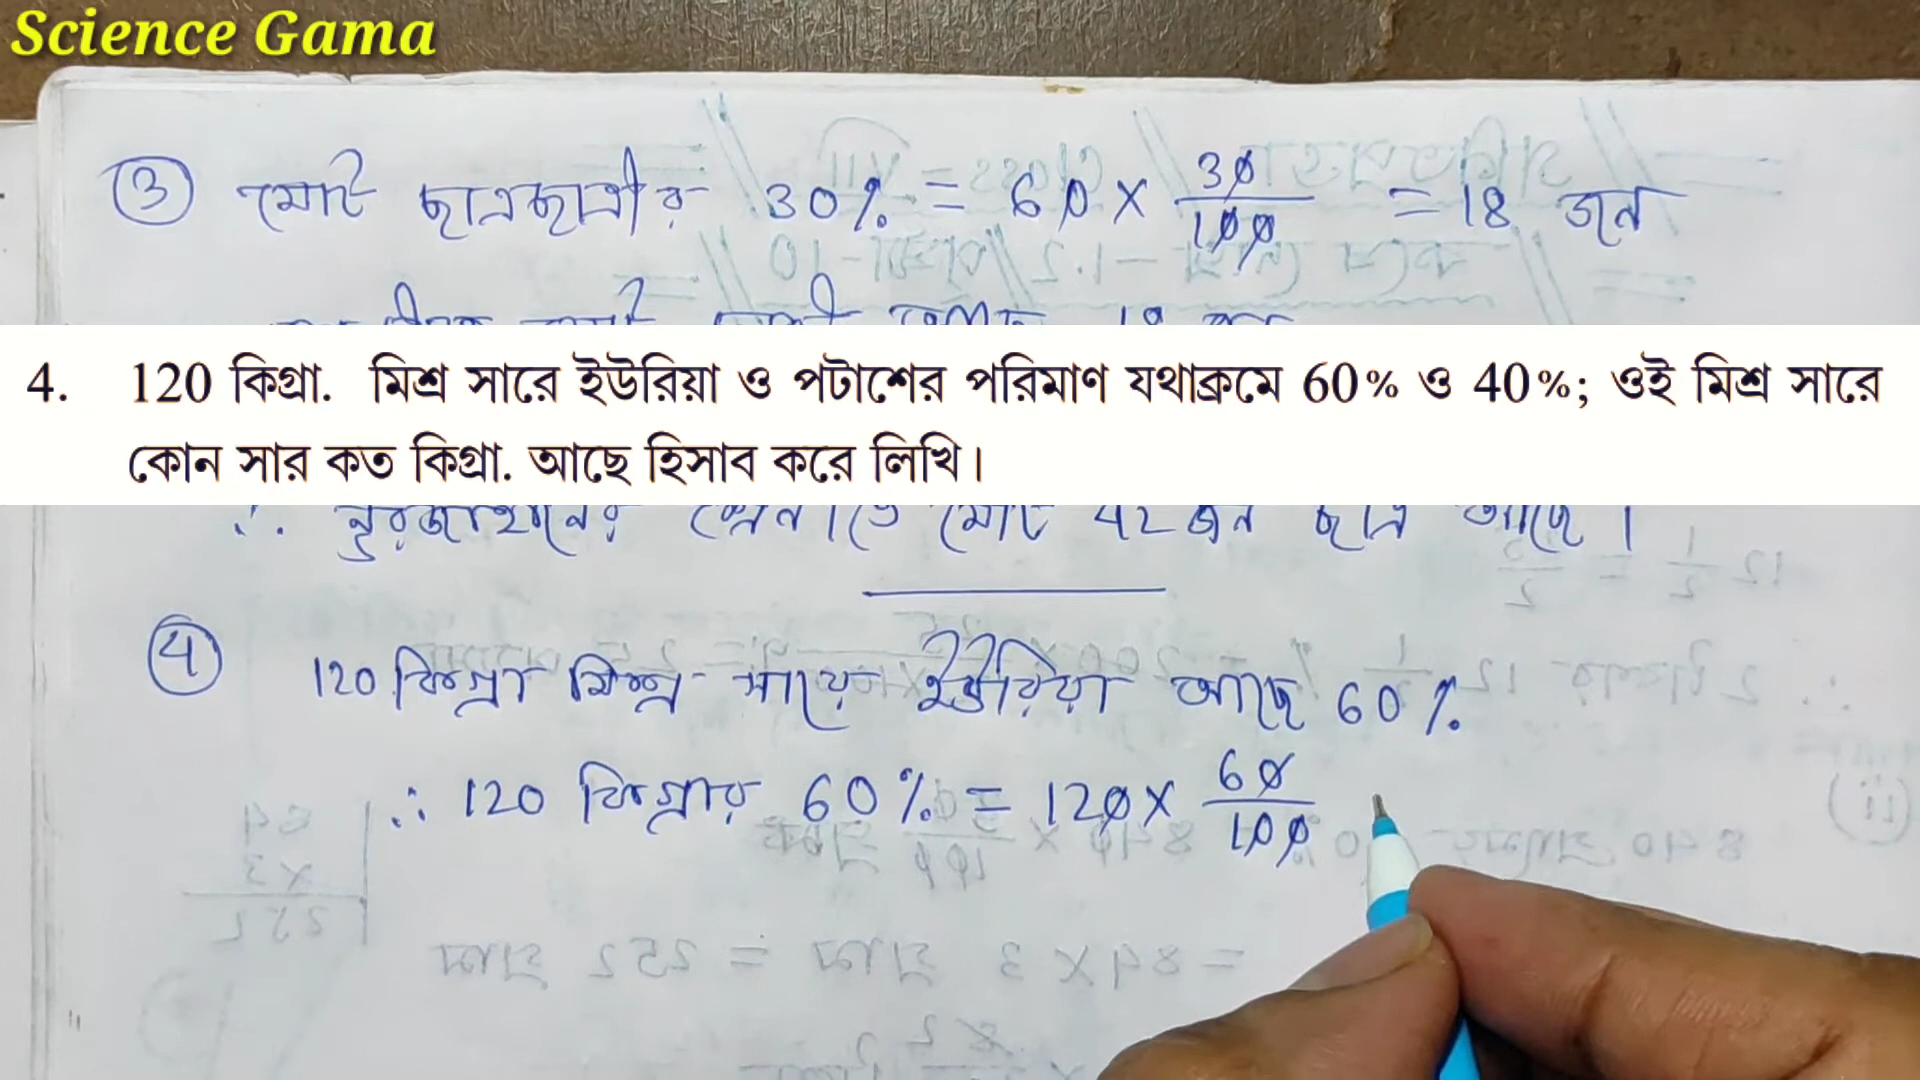 Science Gama
③ মোট ছাত্রছাত্রীর 30% = 60 × 30/100 = 18 জন
4. 120 কিগ্রা. মিশ্র সারে ইউরিয়া ও পটাশের পরিমাণ যথাক্রমে 60% ও 40%; ওই মিশ্র সারে
কোন সার কত কিগ্রা. আছে হিসাব করে লিখি।
∴ নুরজাহানের শ্রেণীতে মোট 42 জন ছাত্র আছে।
④ 120 কিগ্রা মিশ্র সারে ইউরিয়া আছে 60%
∴ 120 কিগ্রার 60% = 120 × 60/100